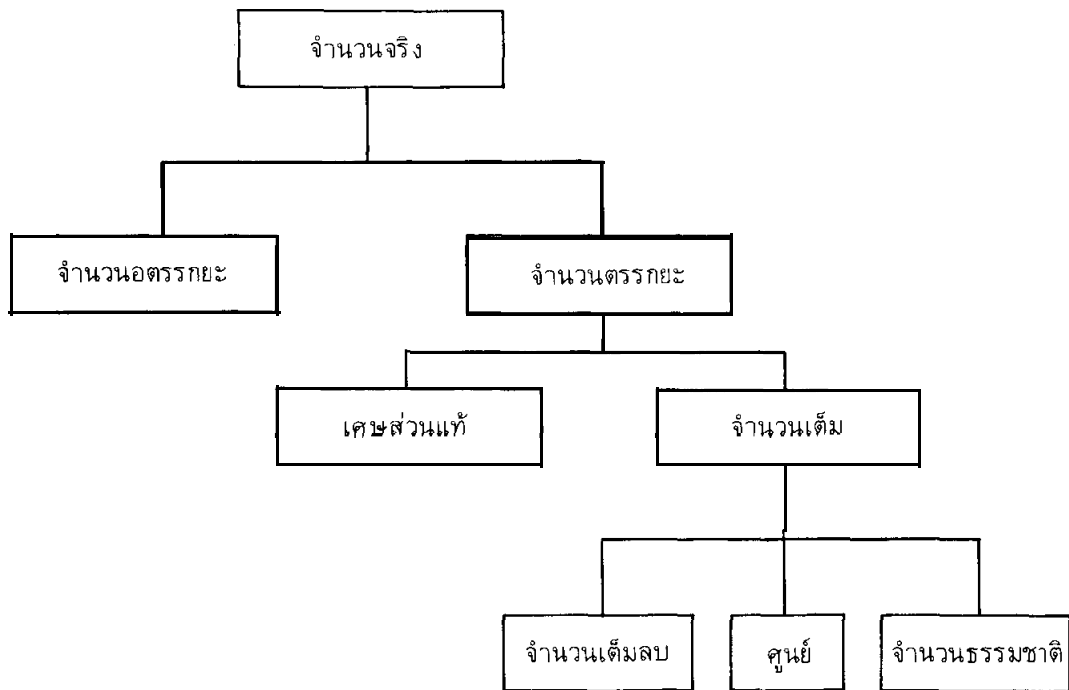 จำนวนจริง
จำนวนอตรรกยะ
จำนวนตรรกยะ
เศษส่วนแท้
จำนวนเต็ม
จำนวนเต็มลบ
ศูนย์
จำนวนธรรมชาติ